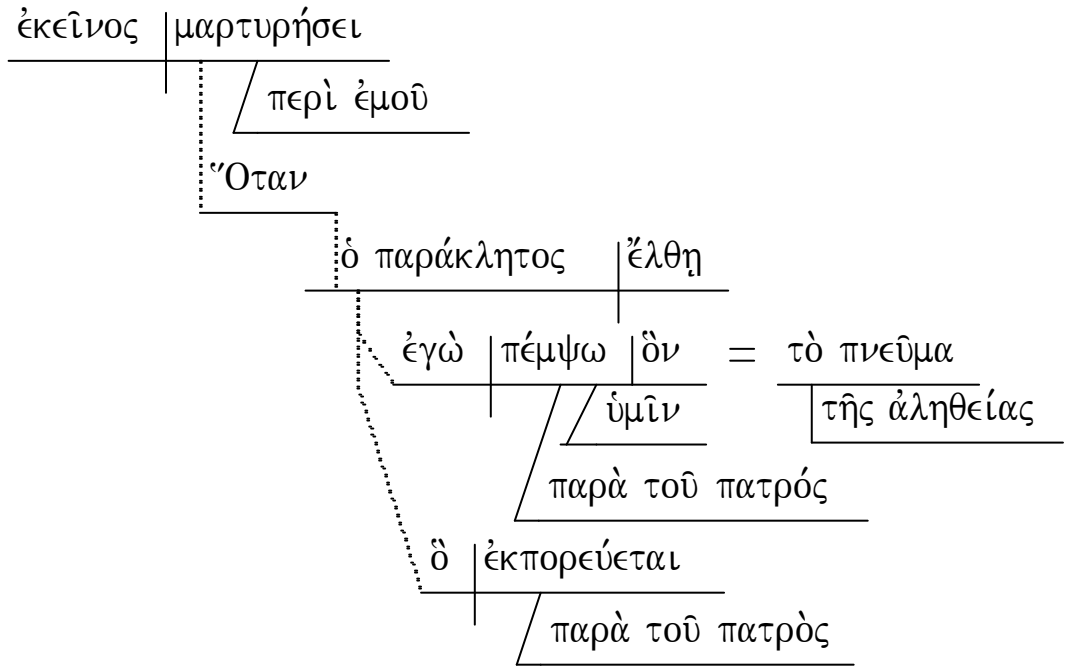 ἐκεῖνος μαρτυρήσει
περὶ ἐμοῦ
Ὅταν
ὁ παράκλητος ἔλθῃ
ἐγὼ πέμψω ὃν = τὸ πνεῦμα
ὑμῖν τῆς ἀληθείας
παρὰ τοῦ πατρός
ὃ ἐκπορεύεται
παρὰ τοῦ πατρὸς